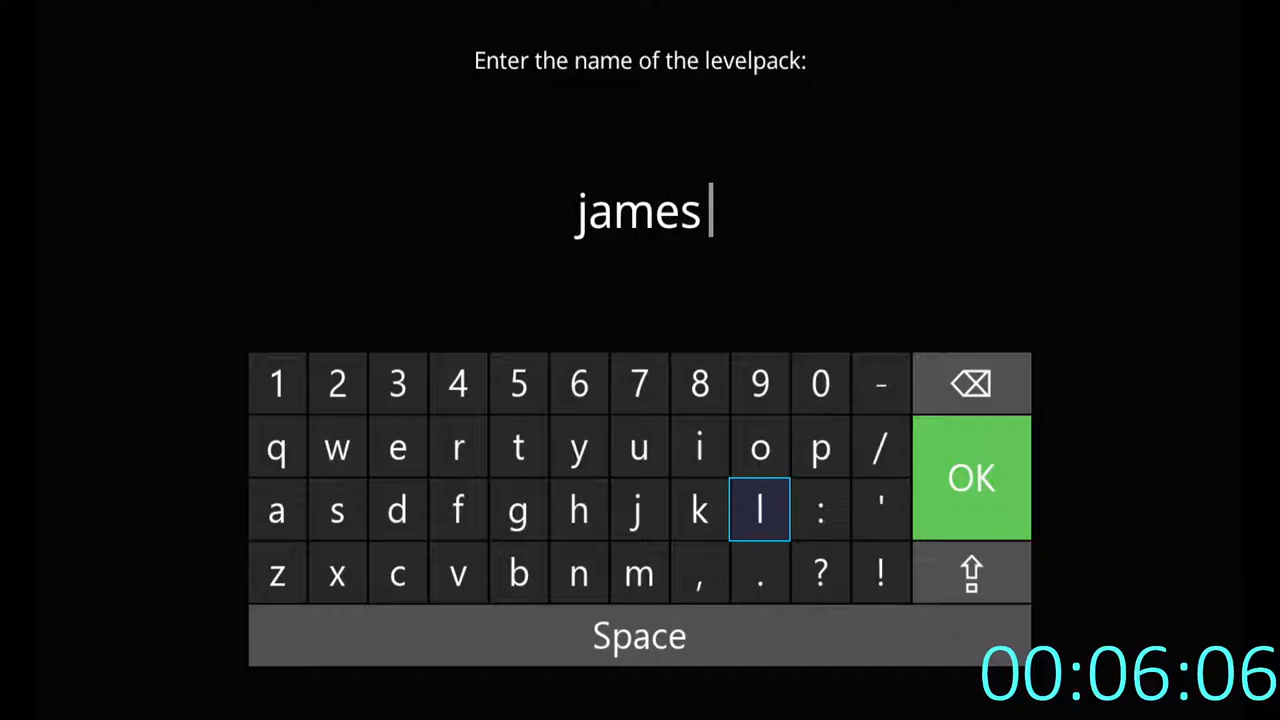 Enter the name of the levelpack:
james
1 2 3 4 5 6 7 8 9 0 -
q w e r t y u i o p /
OK
a s d f g h j k l : '
z x c v b n m , . ? !
Space
00:06:06